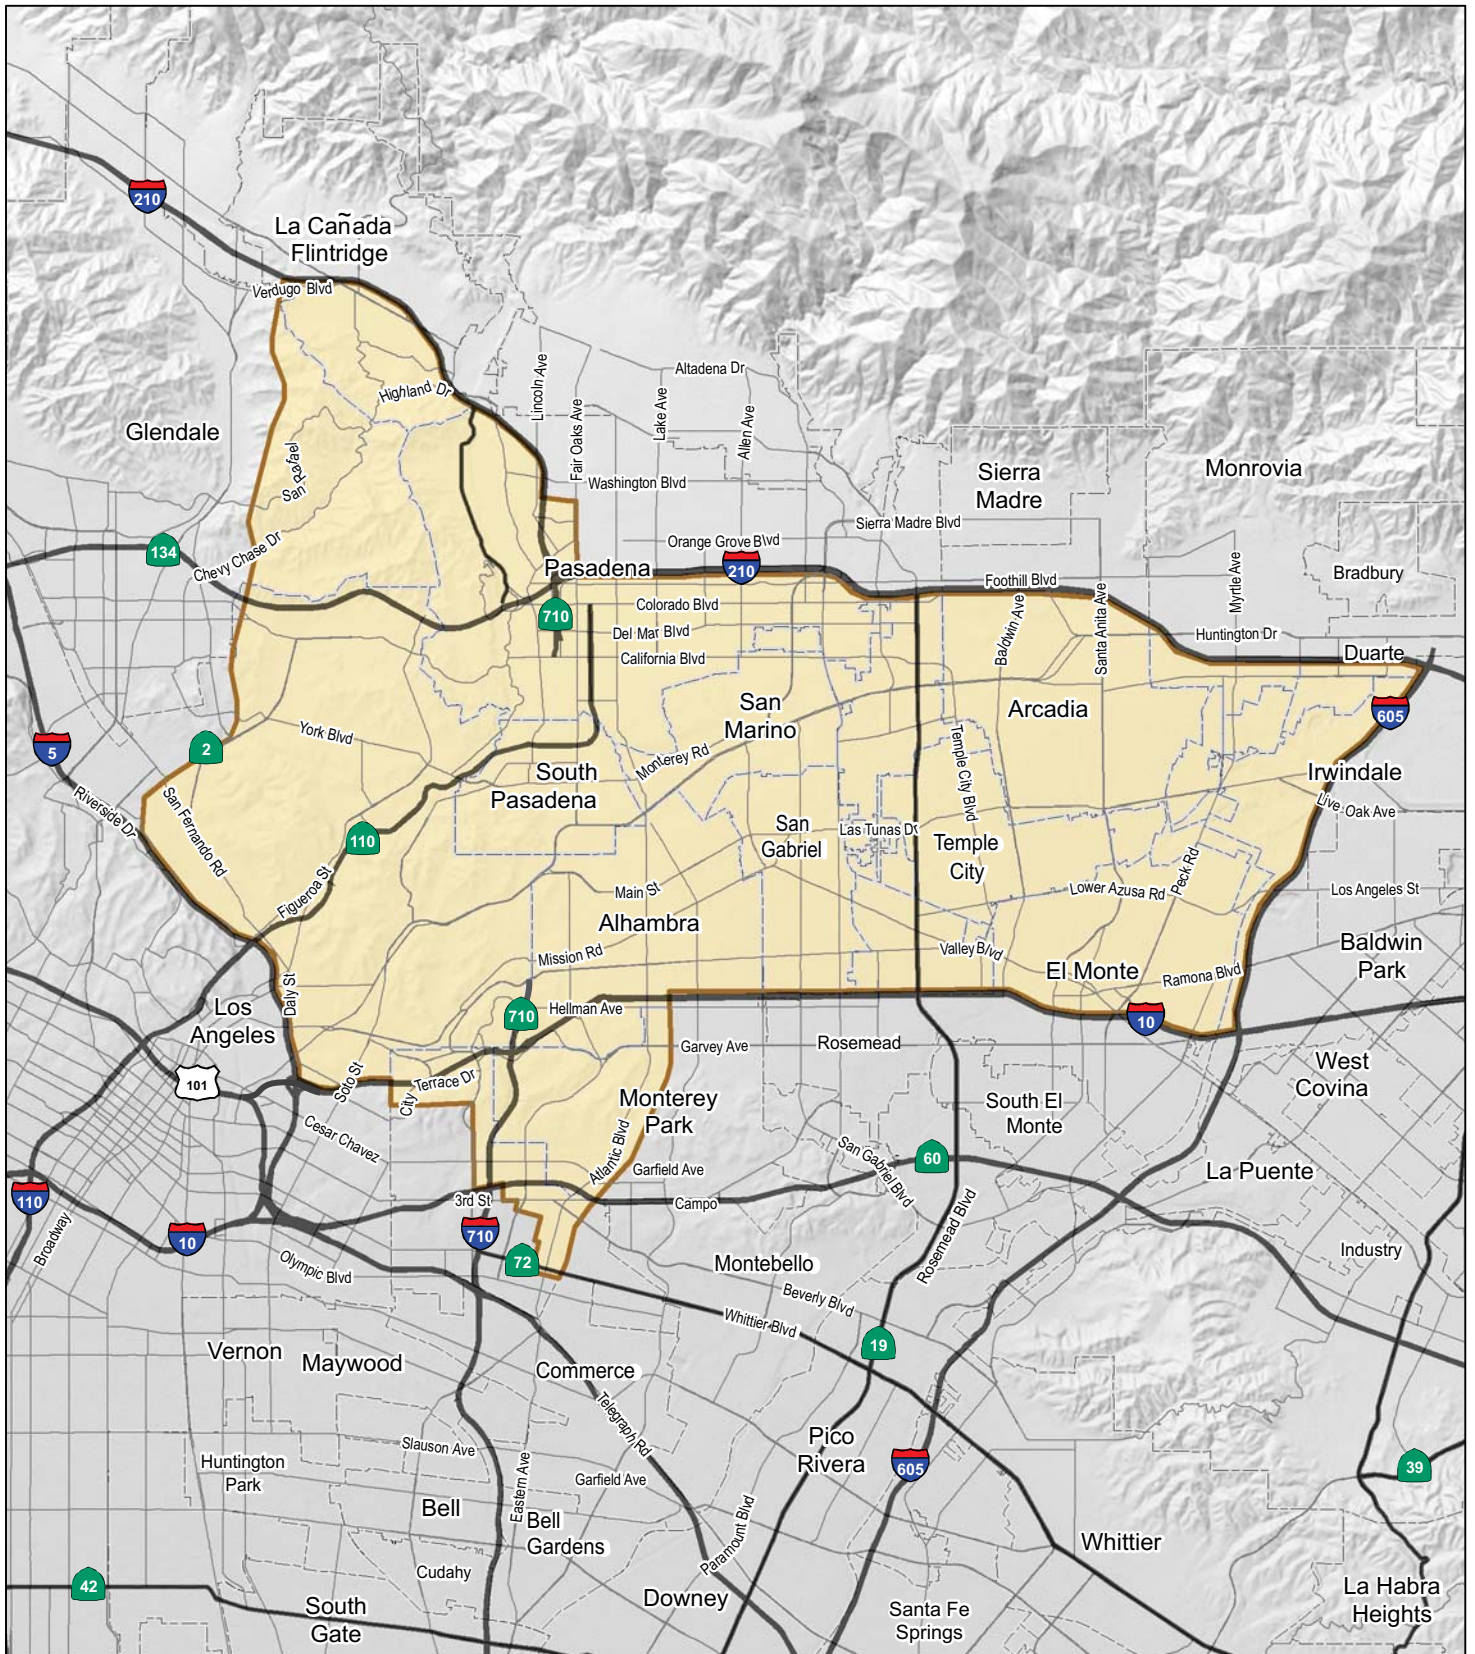 210
La Cañada
Flintridge
Verdugo Blvd
Altadena Dr
Lincoln Ave
Highland Dr
Fair Oaks Ave
Lake Ave
Allen Ave
Glendale
San Rafael
Washington Blvd
Sierra
Madre
Monrovia
Sierra Madre Blvd
Orange Grove Blvd
134
Chevy Chase Dr
Pasadena
210
Foothill Blvd
Bradbury
Myrtle Ave
710
Colorado Blvd
Del Mar Blvd
California Blvd
Baldwin Ave
Santa Anita Ave
Huntington Dr
Duarte
San
Marino
Arcadia
605
5
2
York Blvd
Monterey Rd
Temple City Blvd
South
Pasadena
Irwindale
Riverside Dr
San Fernando Rd
Live Oak Ave
110
San
Gabriel
Las Tunas Dr
Temple
City
Figueroa St
Main St
Lower Azusa Rd
Peck Rd
Los Angeles St
Alhambra
Mission Rd
Valley Blvd
Baldwin
Park
El Monte
Ramona Blvd
Daly St
Los
Angeles
710
Hellman Ave
10
Garvey Ave
Rosemead
101
Soto St
City Terrace Dr
Monterey
Park
South El
Monte
West
Covina
Cesar Chavez
Atlantic Blvd
San Gabriel Blvd
60
Garfield Ave
La Puente
110
3rd St
Campo
Rosemead Blvd
Broadway
10
710
72
Olympic Blvd
Montebello
Industry
Beverly Blvd
Whittier Blvd
19
Vernon
Maywood
Commerce
Telegraph Rd
Slauson Ave
Pico
Rivera
Huntington
Park
Garfield Ave
605
39
Eastern Ave
Bell
Bell
Gardens
Paramount Blvd
Whittier
Cudahy
42
Downey
La Habra
Heights
South
Gate
Santa Fe
Springs